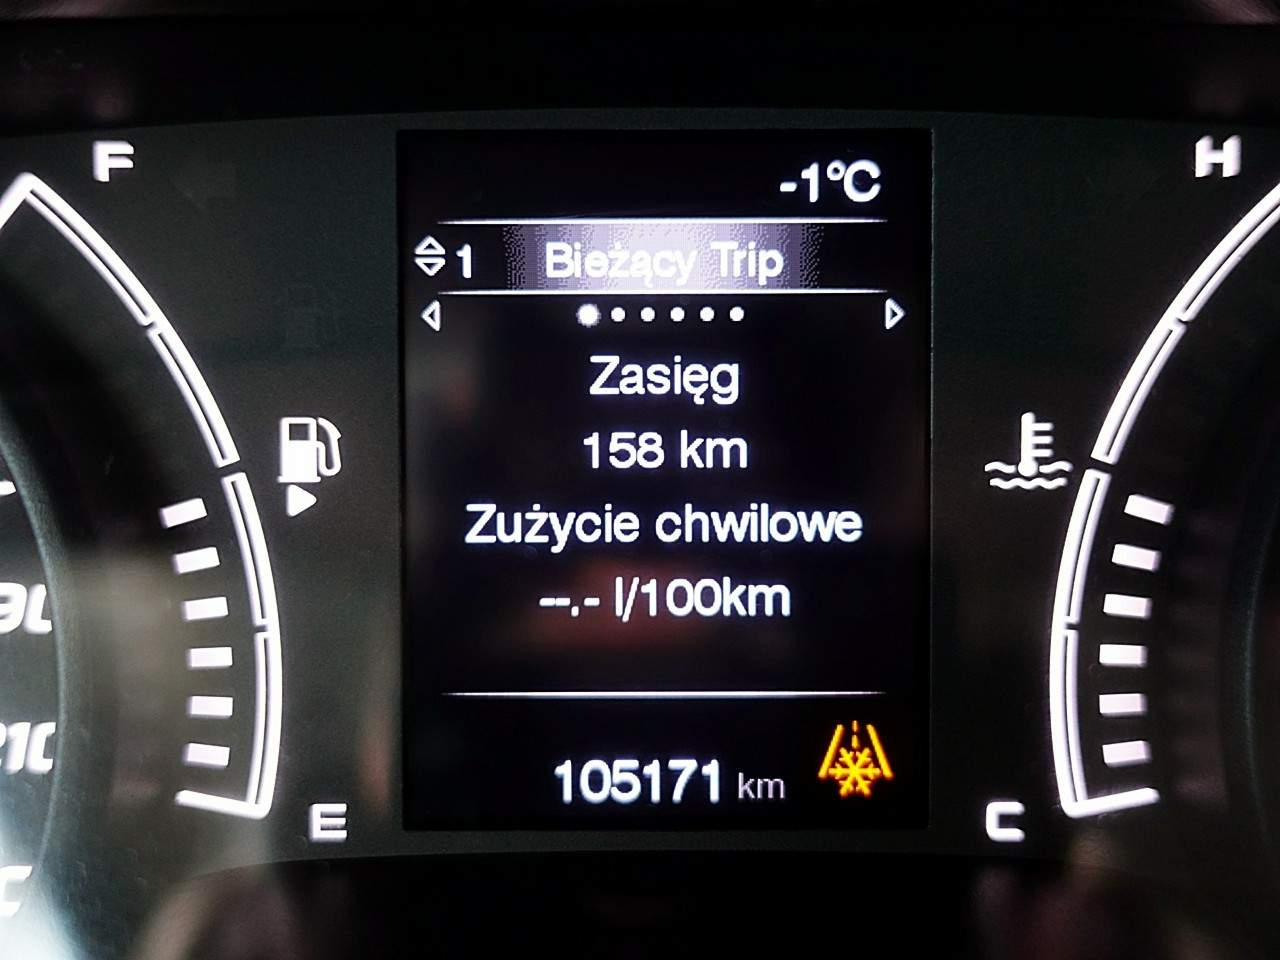 F
H
-1°C
1 Bieżący Trip
Zasięg
158 km
Zużycie chwilowe
--.- l/100km
105171 km
E
C